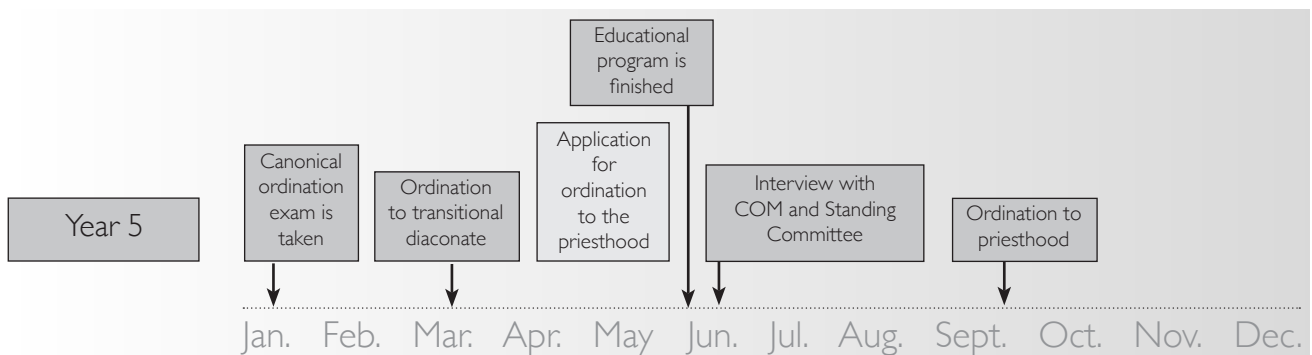 Year 5
Canonical
ordination
exam is
taken
Ordination
to transitional
diaconate
Application
for
ordination
to the
priesthood
Educational
program is
finished
Interview with
COM and Standing
Committee
Ordination to
priesthood
Jan. Feb. Mar. Apr. May Jun. Jul. Aug. Sept. Oct. Nov. Dec.